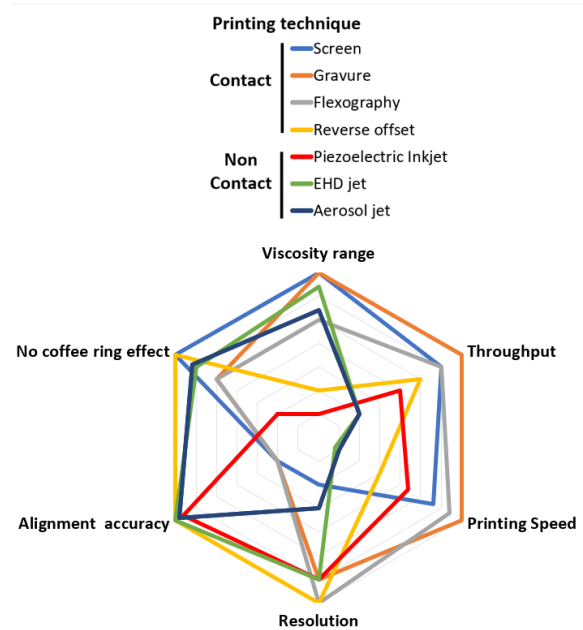 Printing technique
Contact
Screen
Gravure
Flexography
Reverse offset
Non
Contact
Piezoelectric Inkjet
EHD jet
Aerosol jet
Viscosity range
No coffee ring effect
Throughput
Alignment accuracy
Printing Speed
Resolution